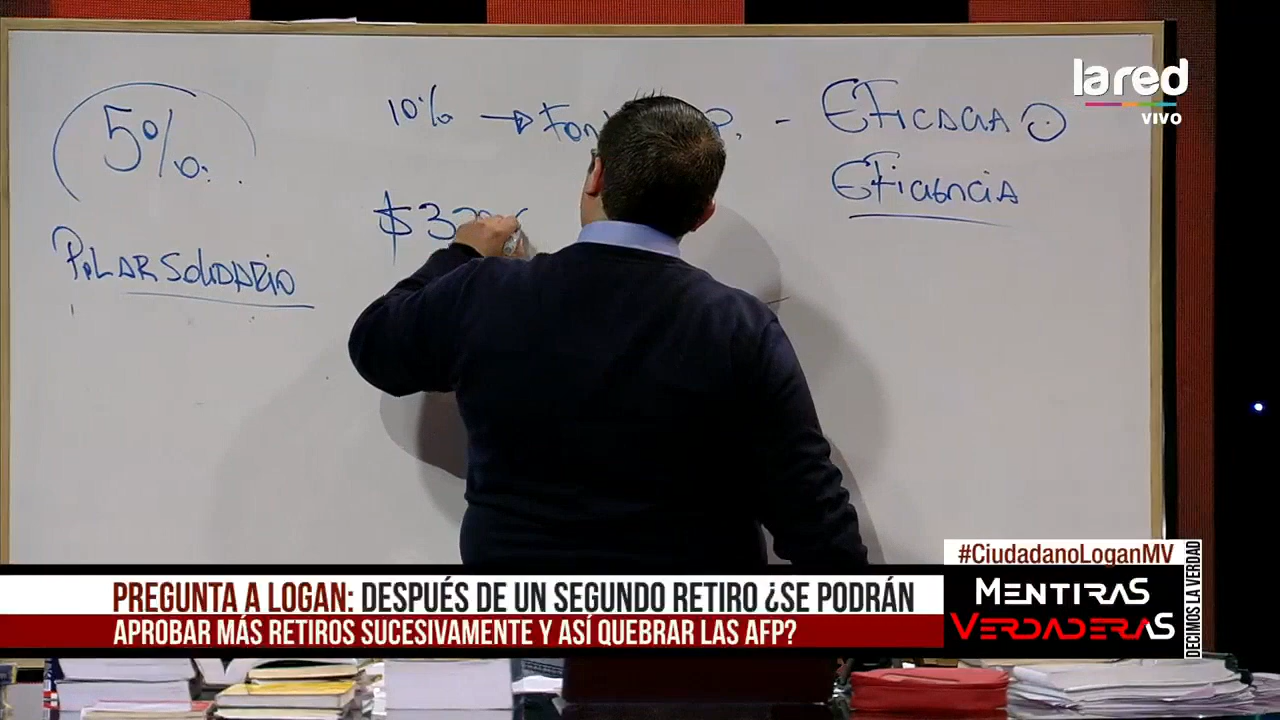 5%.
PILAR SOLIDARIO
10% →
- EFICACIA
EFICIENCIA
lared
VIVO
#CiudadanoLoganMV
PREGUNTA A LOGAN: DESPUÉS DE UN SEGUNDO RETIRO ¿SE PODRÁN
APROBAR MÁS RETIROS SUCESIVAMENTE Y ASÍ QUEBRAR LAS AFP?
MENTIRAS
VERDADERAS
DECIMOS LA VERDAD